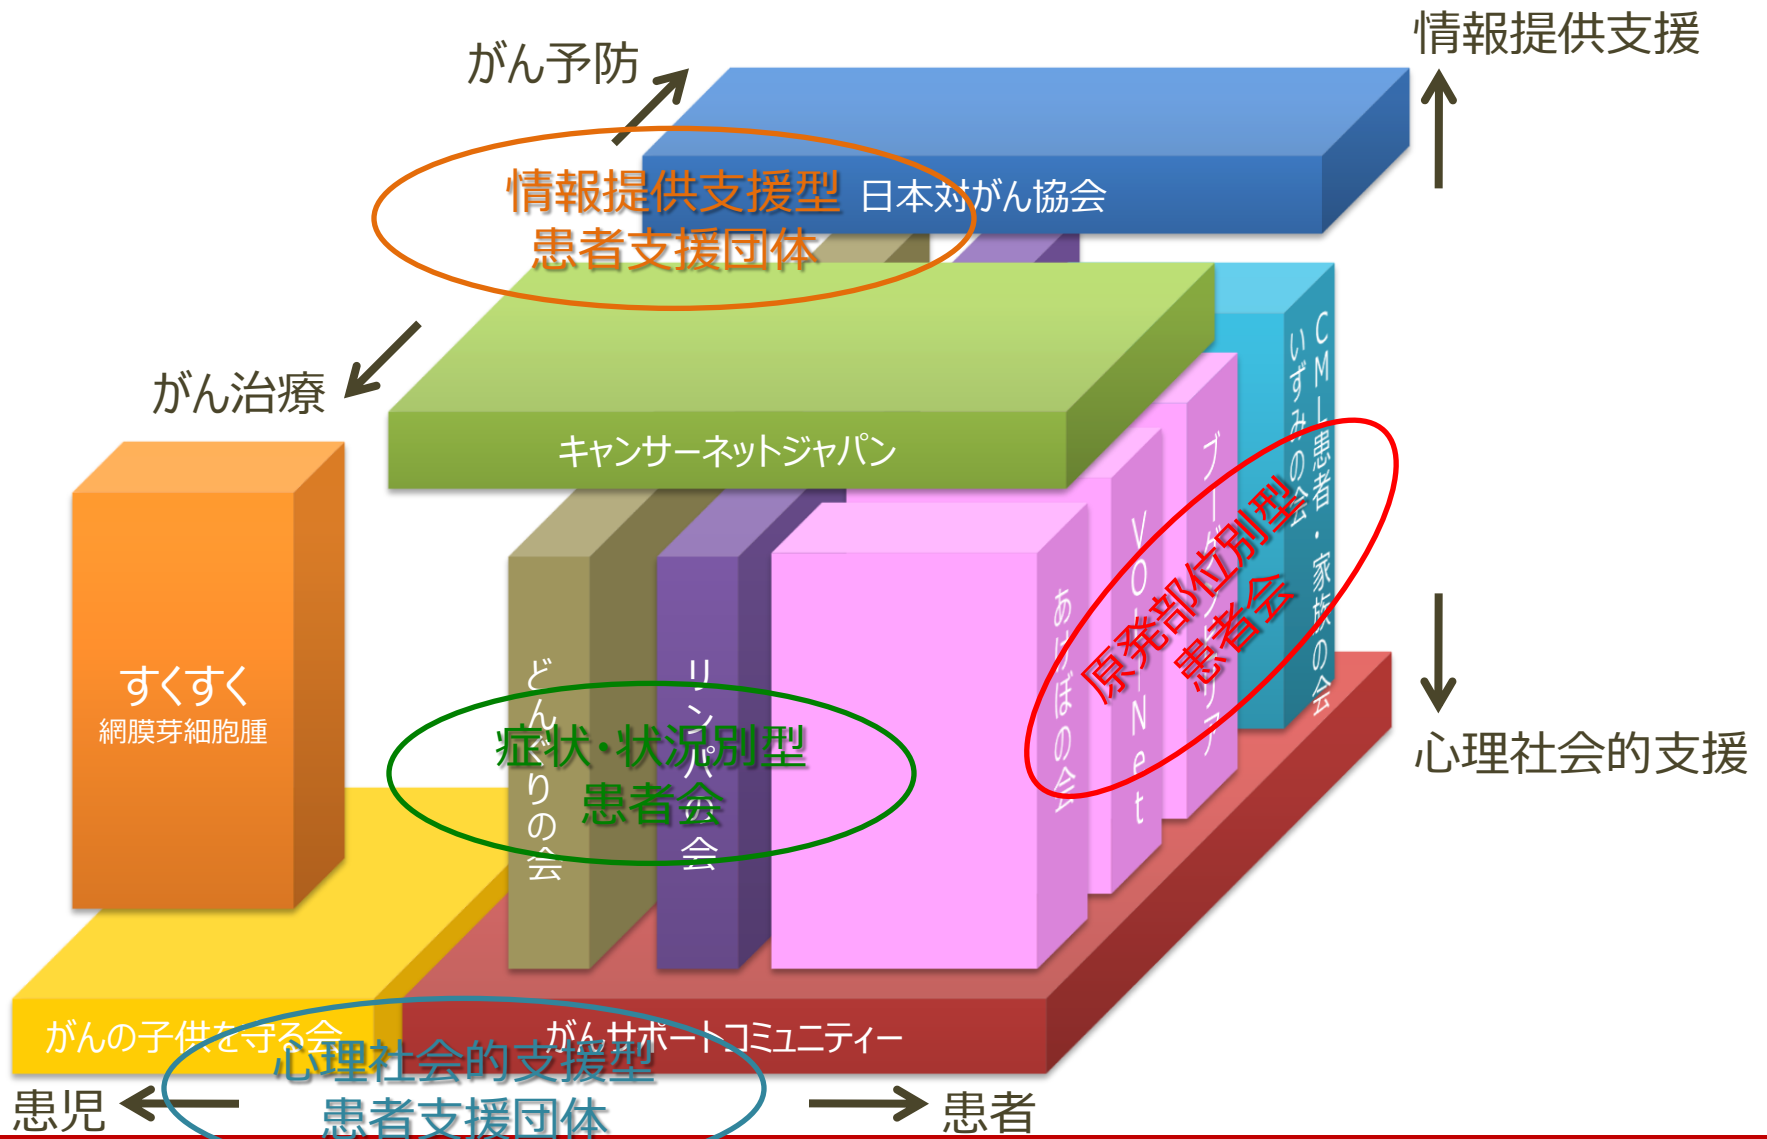 情報提供支援
がん予防
情報提供支援型
患者支援団体
日本対がん協会
がん治療
キャンサーネットジャパン
CML患者・家族の会
いずみの会
ブーゲンビリア
VOL-Net
あけぼの会
原発部位別型
患者会
すくすく
網膜芽細胞腫
どんぐりの会
リンパの会
症状・状況別型
患者会
心理社会的支援
がんの子供を守る会
がんサポートコミュニティー
心理社会的支援型
患者支援団体
患児
患者